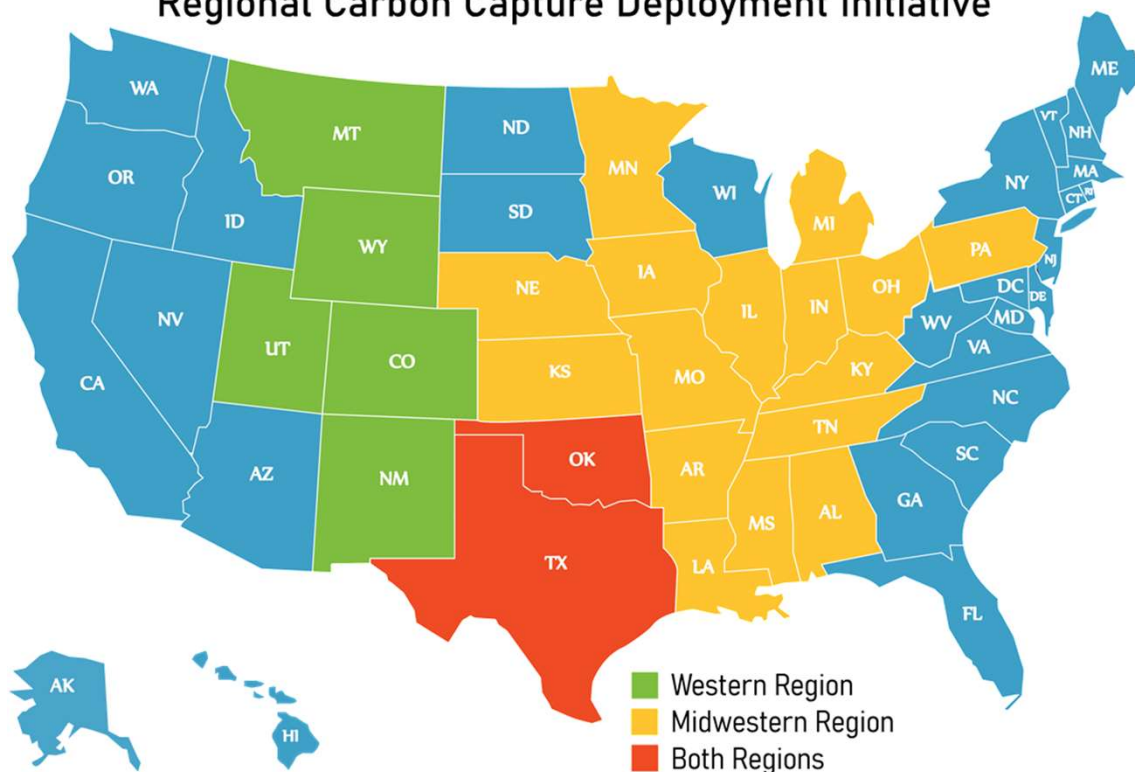 Regional Carbon Capture Deployment Initiative
WA
MT
ND
MN
ME
OR
ID
WY
SD
WI
MI
NY
VT
NH
MA
CT
RI
NV
UT
CO
NE
IA
IL
IN
OH
PA
NJ
DC
DE
MD
WV
VA
CA
KS
MO
KY
NC
TN
AZ
NM
OK
AR
SC
MS
AL
GA
TX
LA
FL
AK
HI
Western Region
Midwestern Region
Both Regions